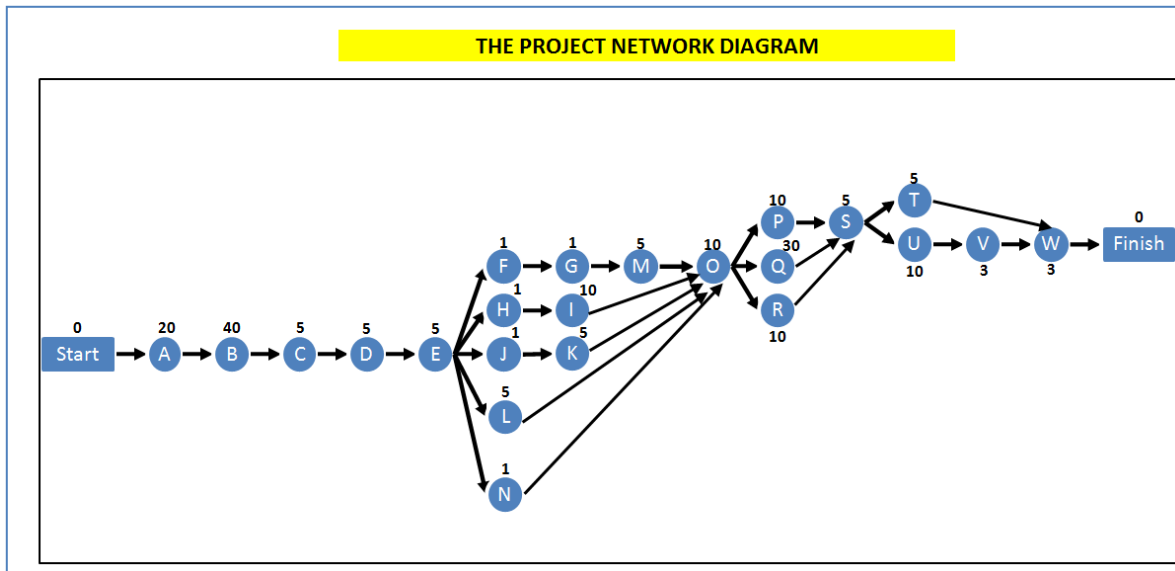 THE PROJECT NETWORK DIAGRAM
5
T
10 5 0
P S
1 1 5 10 30 U V W Finish
F G M O Q 10 3 3
1 10
H I R
0 20 40 5 5 5 1 5 10
Start A B C D E J K
5
L
1
N